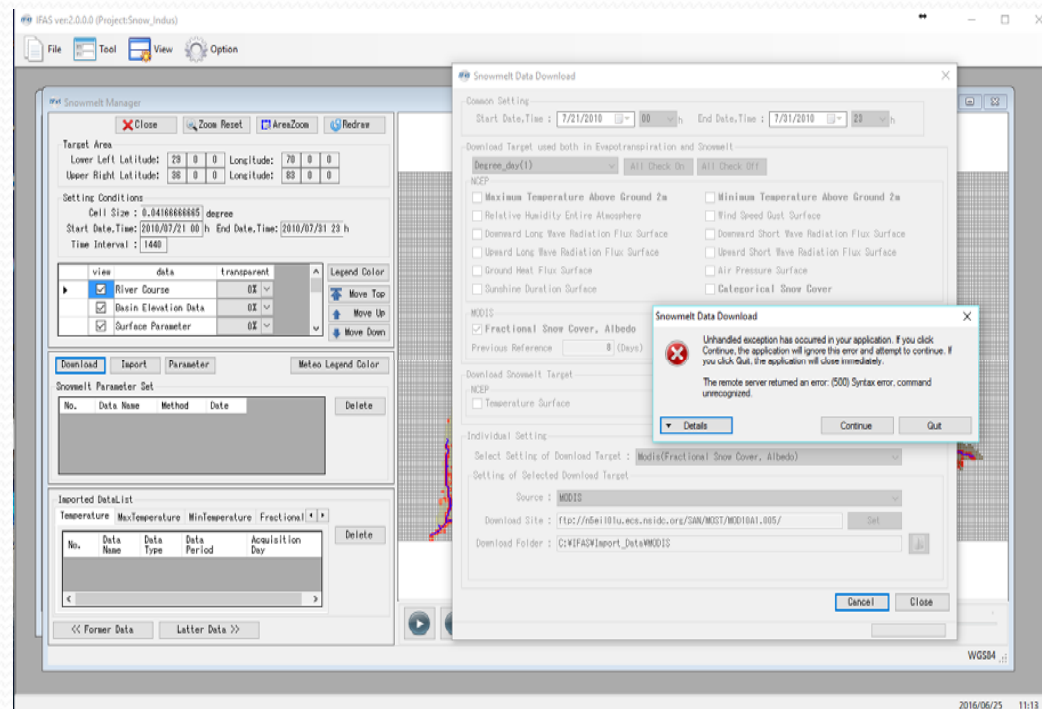 IFAS ver.2.0.0.0 (Project:Snow_Indus)
File Tool View Option
Snowmelt Manager
Close Zoom Reset AreaZoom Redraw
Target Area
Lower Left Latitude: 23 0 0 Longitude: 70 0 0
Upper Right Latitude: 36 0 0 Longitude: 83 0 0
Setting Conditions
Cell Size : 0.04166666665 degree
Start Date,Time: 2010/07/21 00 h End Date,Time: 2010/07/31 23 h
Time Interval : 1440
view data transparent Legend Color
River Course 0% Move Top
Basin Elevation Data 0% Move Up
Surface Parameter 0% Move Down
Download Import Parameter Meteo Legend Color
Snowmelt Parameter Set
No. Data Name Method Date Delete
Imported DataList
Temperature MaxTemperature MinTemperature Fractional
No. Data Name Data Type Data Period Acquisition Day Delete
<< Former Data Latter Data >>
Snowmelt Data Download
Common Setting
Start Date,Time : 7/21/2010 00 h End Date,Time : 7/31/2010 23 h
Download Target used both in Evapotranspiration and Snowmelt
Degree_day(1) All Check On All Check Off
NCEP
Maximum Temperature Above Ground 2m Minimum Temperature Above Ground 2m
Relative Humidity Entire Atmosphere Wind Speed Gust Surface
Downward Long Wave Radiation Flux Surface Downward Short Wave Radiation Flux Surface
Upward Long Wave Radiation Flux Surface Upward Short Wave Radiation Flux Surface
Ground Heat Flux Surface Air Pressure Surface
Sunshine Duration Surface Categorical Snow Cover
MODIS
Fractional Snow Cover, Albedo
Previous Reference 8 (Days)
Download Snowmelt Target
NCEP
Temperature Surface
Snowmelt Data Download
Unhandled exception has occurred in your application. If you click
Continue, the application will ignore this error and attempt to continue. If
you click Quit, the application will close immediately.
The remote server returned an error: (500) Syntax error, command
unrecognized.
Details Continue Quit
Individual Setting
Select Setting of Download Target : Modis(Fractional Snow Cover, Albedo)
Setting of Selected Download Target
Source : MODIS
Download Site : ftp://n5eil01u.ecs.nsidc.org/SAN/MOST/MOD10A1.005/ Set
Download Folder : C:¥IFAS¥Import_Data¥MODIS
Cancel Close
WGS84
2016/06/25 11:13